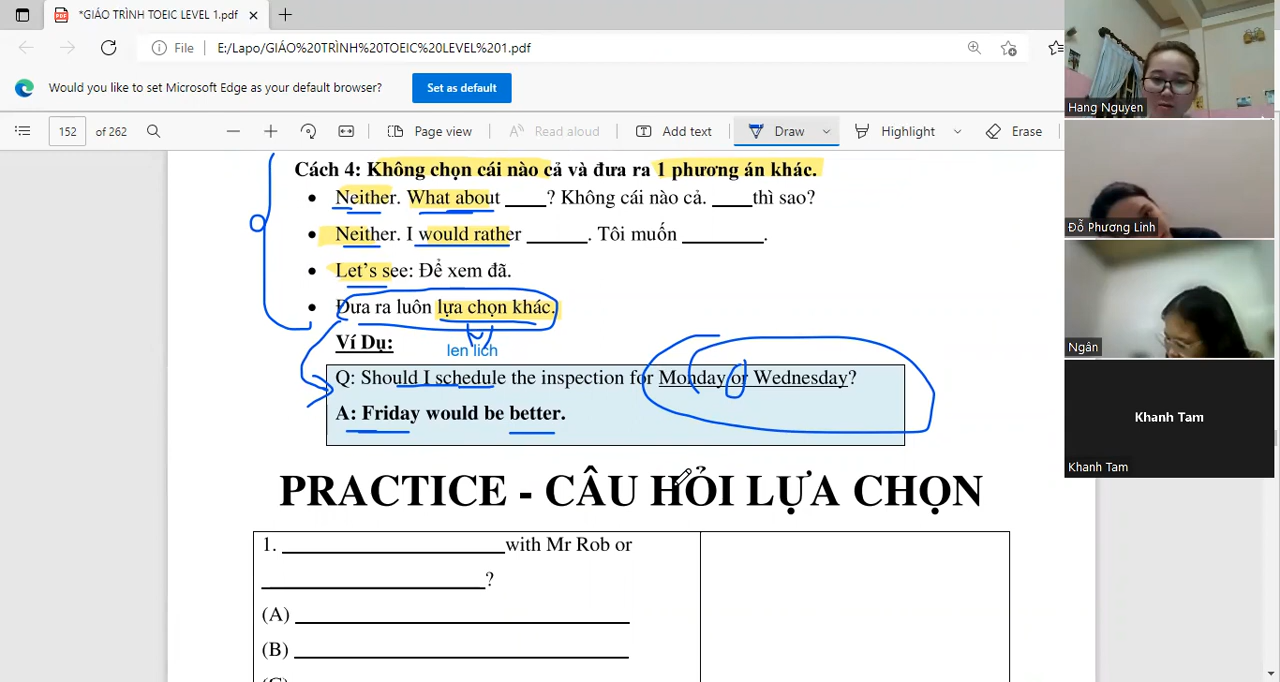 *GIÁO TRÌNH TOEIC LEVEL 1.pdf
File E:/Lapo/GIÁO%20TRÌNH%20TOEIC%20LEVEL%201.pdf
Would you like to set Microsoft Edge as your default browser? Set as default
152 of 262 Page view Read aloud Add text Draw Highlight Erase
Cách 4: Không chọn cái nào cả và đưa ra 1 phương án khác.
• Neither. What about ____? Không cái nào cả. ____thì sao?
• Neither. I would rather ______. Tôi muốn ________.
• Let's see: Để xem đã.
• Đưa ra luôn lựa chọn khác.
Ví Dụ:
len lich
Q: Should I schedule the inspection for Monday or Wednesday?
A: Friday would be better.
PRACTICE - CÂU HỎI LỰA CHỌN
1. ______________________with Mr Rob or
______________________?
(A) _________________________________
(B) _________________________________
Hang Nguyen
Đỗ Phương Linh
Ngân
Khanh Tam
Khanh Tam